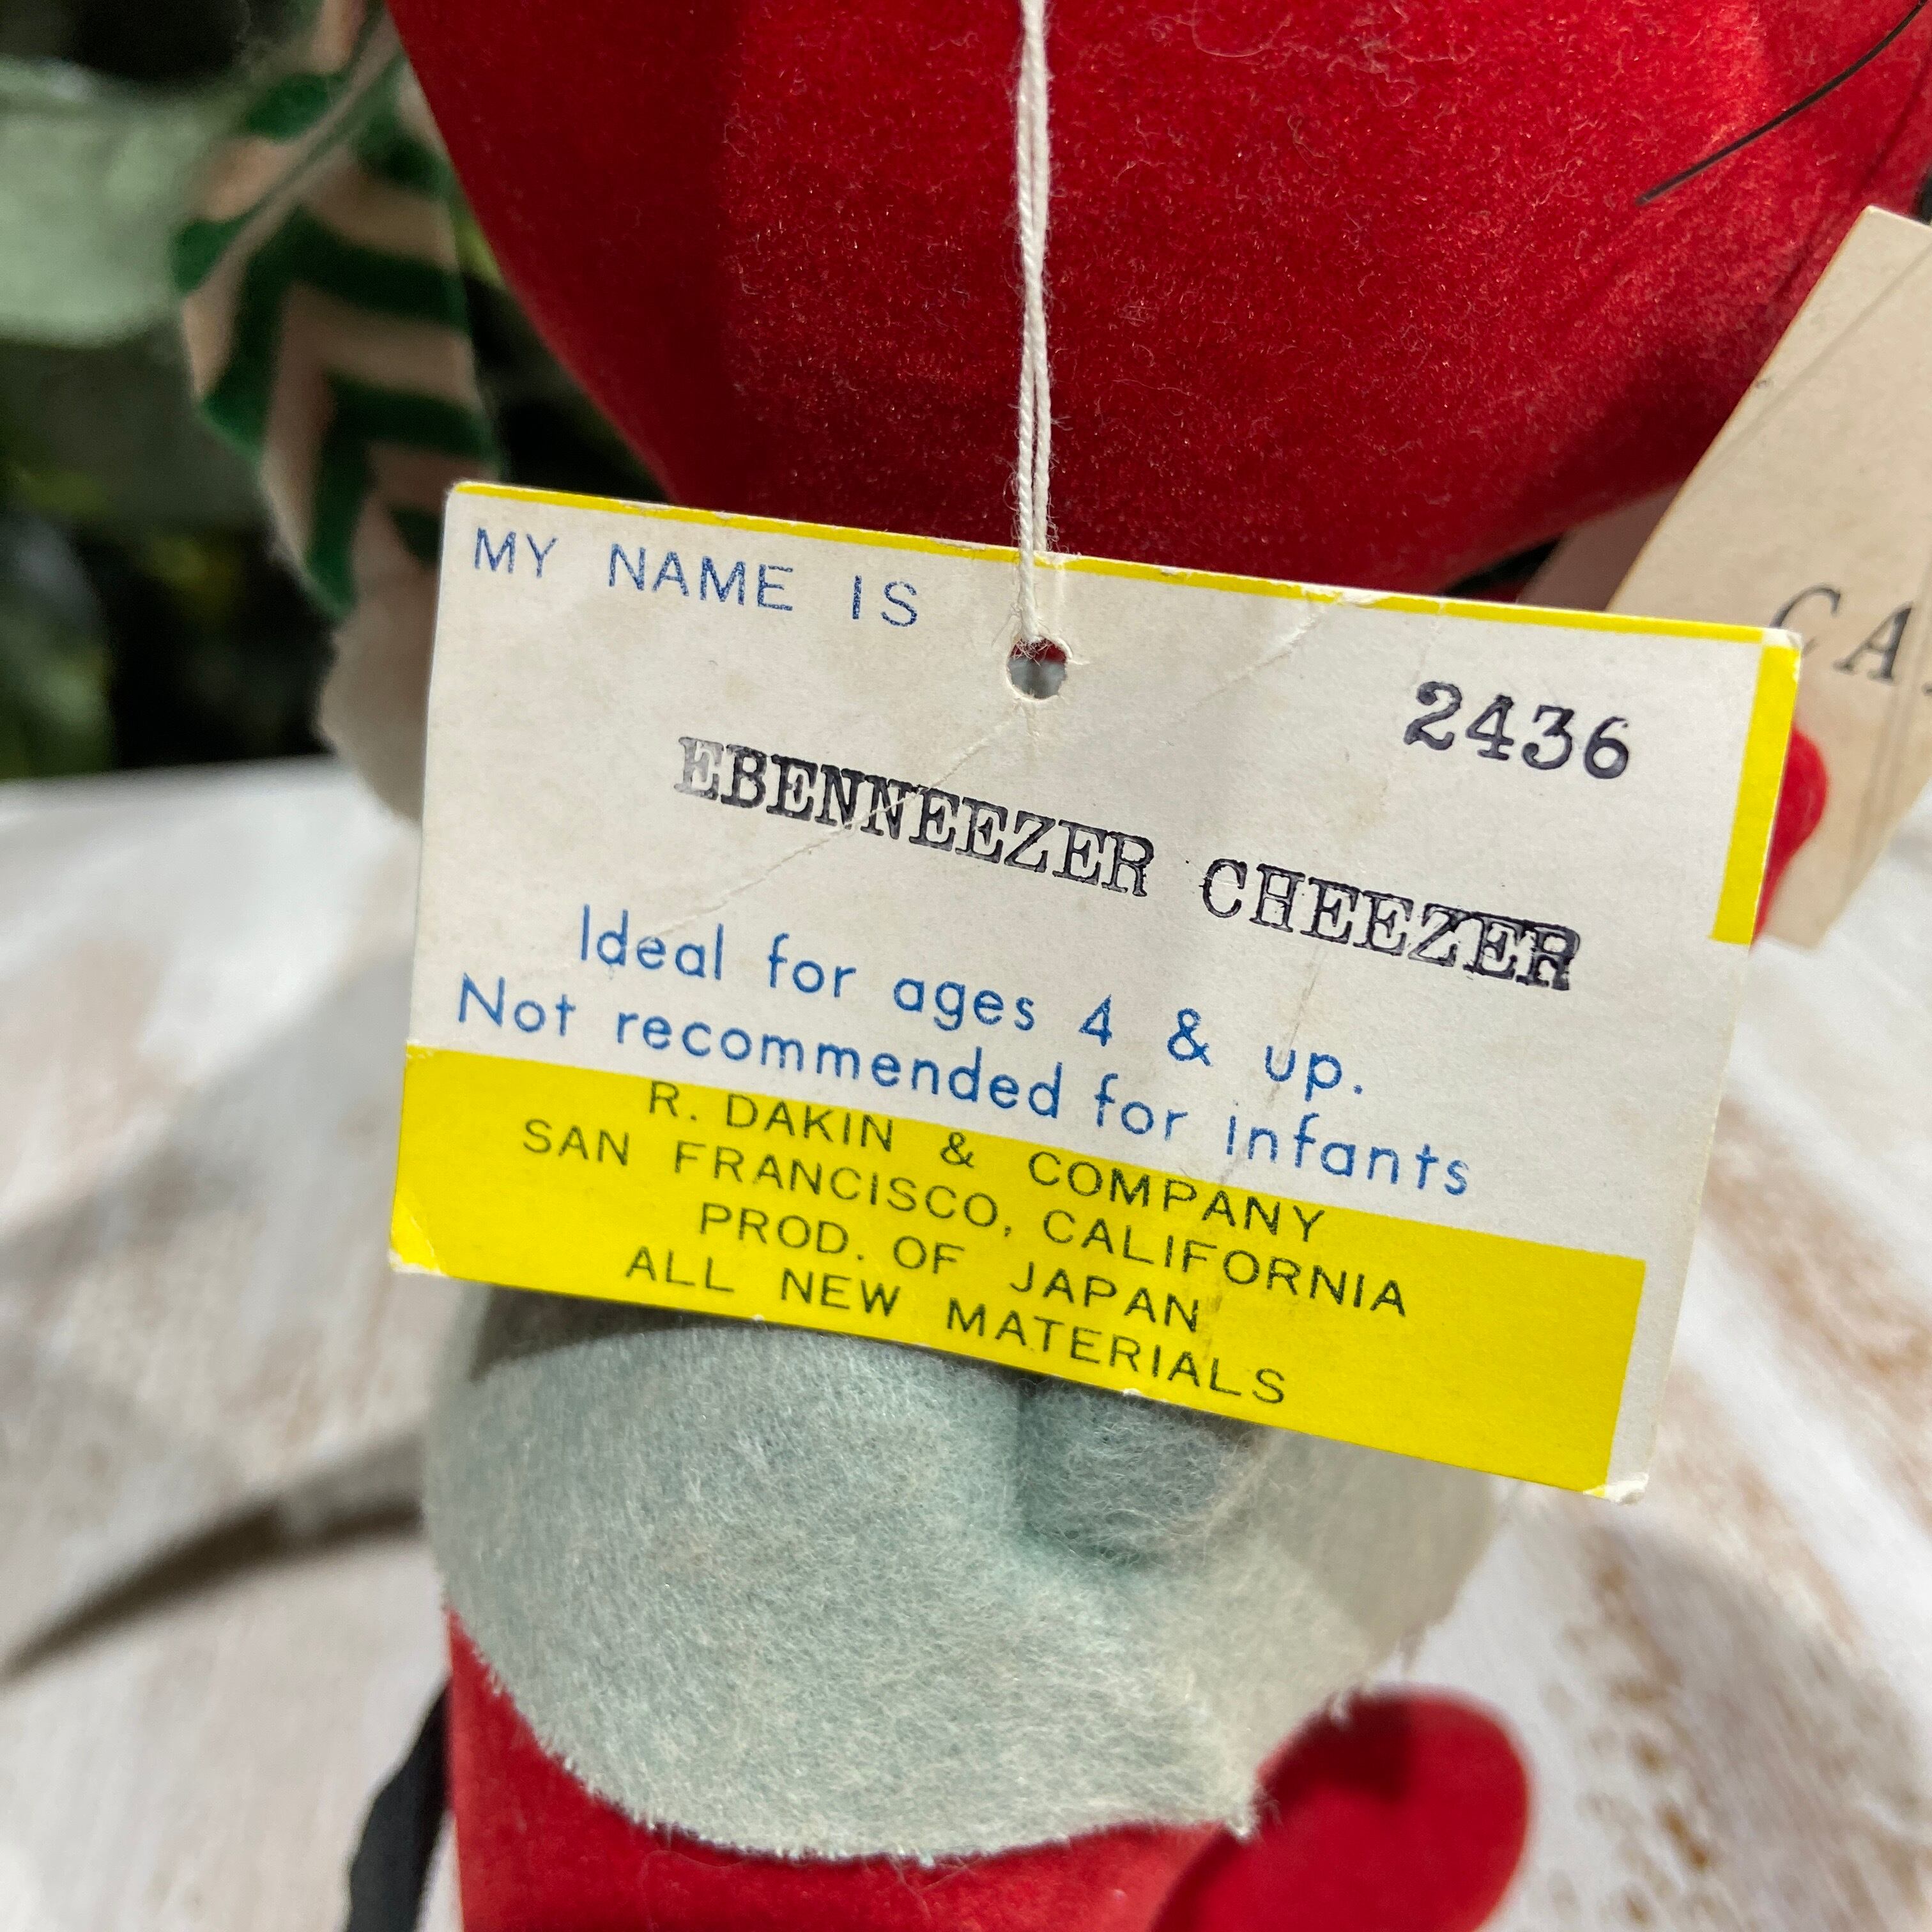 MY NAME IS
2436
EBENNEEZER CHEEZER
Ideal for ages 4 & up.
Not recommended for infants
R. DAKIN & COMPANY
SAN FRANCISCO, CALIFORNIA
PROD. OF JAPAN
ALL NEW MATERIALS